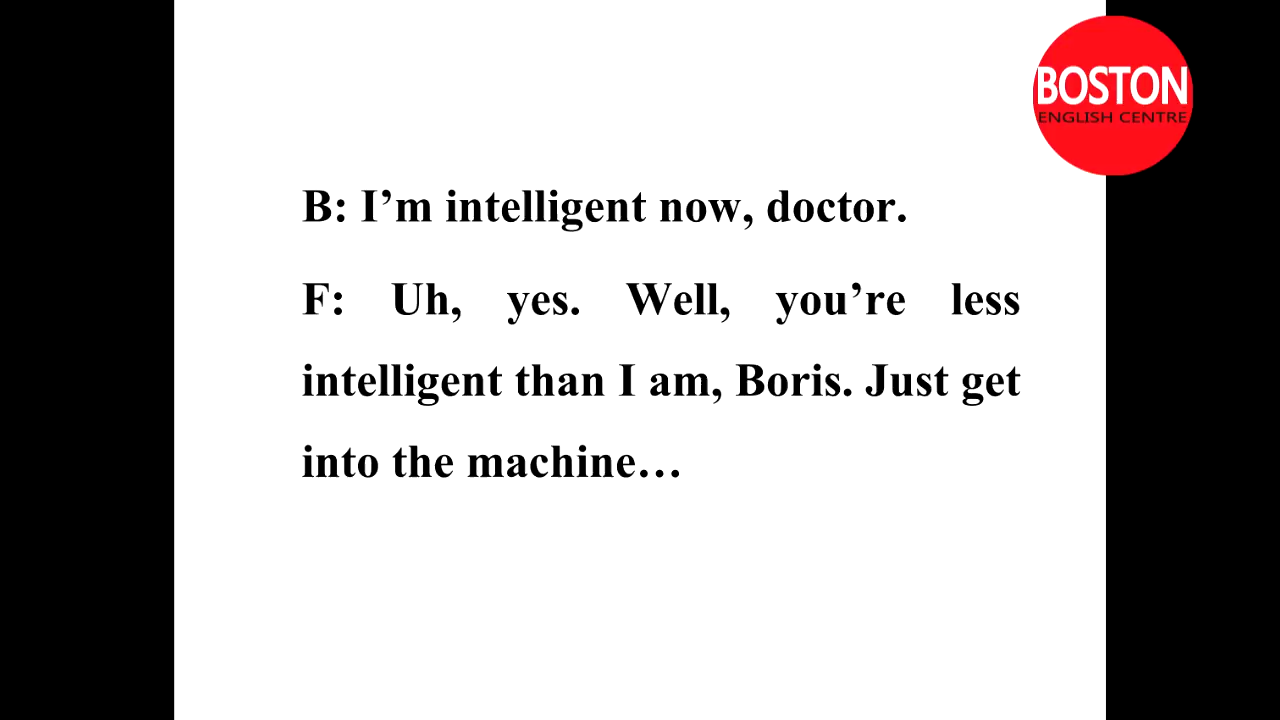 BOSTON
ENGLISH CENTRE
B: I’m intelligent now, doctor.
F: Uh, yes. Well, you’re less
intelligent than I am, Boris. Just get
into the machine…